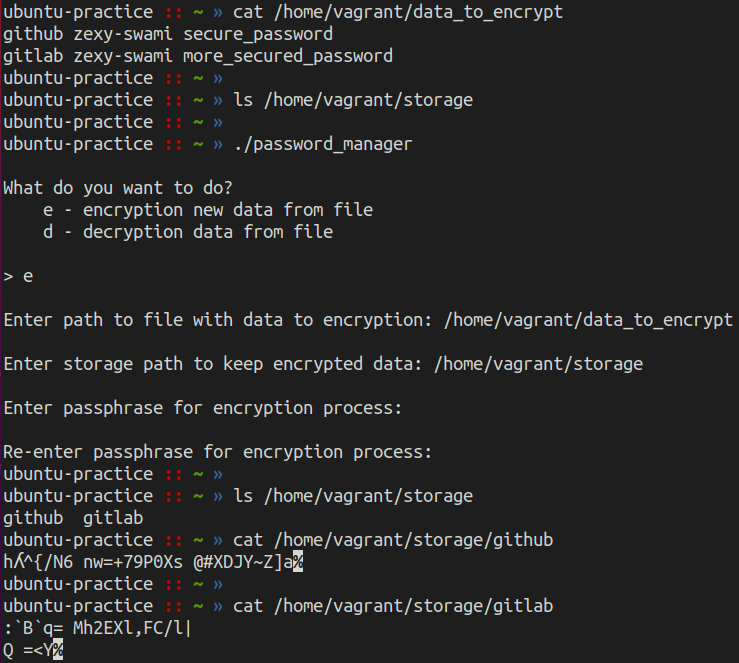 ubuntu-practice :: ~ » cat /home/vagrant/data_to_encrypt
github zexy-swami secure_password
gitlab zexy-swami more_secured_password
ubuntu-practice :: ~ »
ubuntu-practice :: ~ » ls /home/vagrant/storage
ubuntu-practice :: ~ »
ubuntu-practice :: ~ » ./password_manager
What do you want to do?
e - encryption new data from file
d - decryption data from file
> e
Enter path to file with data to encryption: /home/vagrant/data_to_encrypt
Enter storage path to keep encrypted data: /home/vagrant/storage
Enter passphrase for encryption process:
Re-enter passphrase for encryption process:
ubuntu-practice :: ~ »
ubuntu-practice :: ~ » ls /home/vagrant/storage
github  gitlab
ubuntu-practice :: ~ » cat /home/vagrant/storage/github
hʎ^{/N6 nw=+79P0Xs @#XDJY~Z]a%
ubuntu-practice :: ~ »
ubuntu-practice :: ~ » cat /home/vagrant/storage/gitlab
:`B`q= Mh2EXl,FC/l|
Q =<Y%